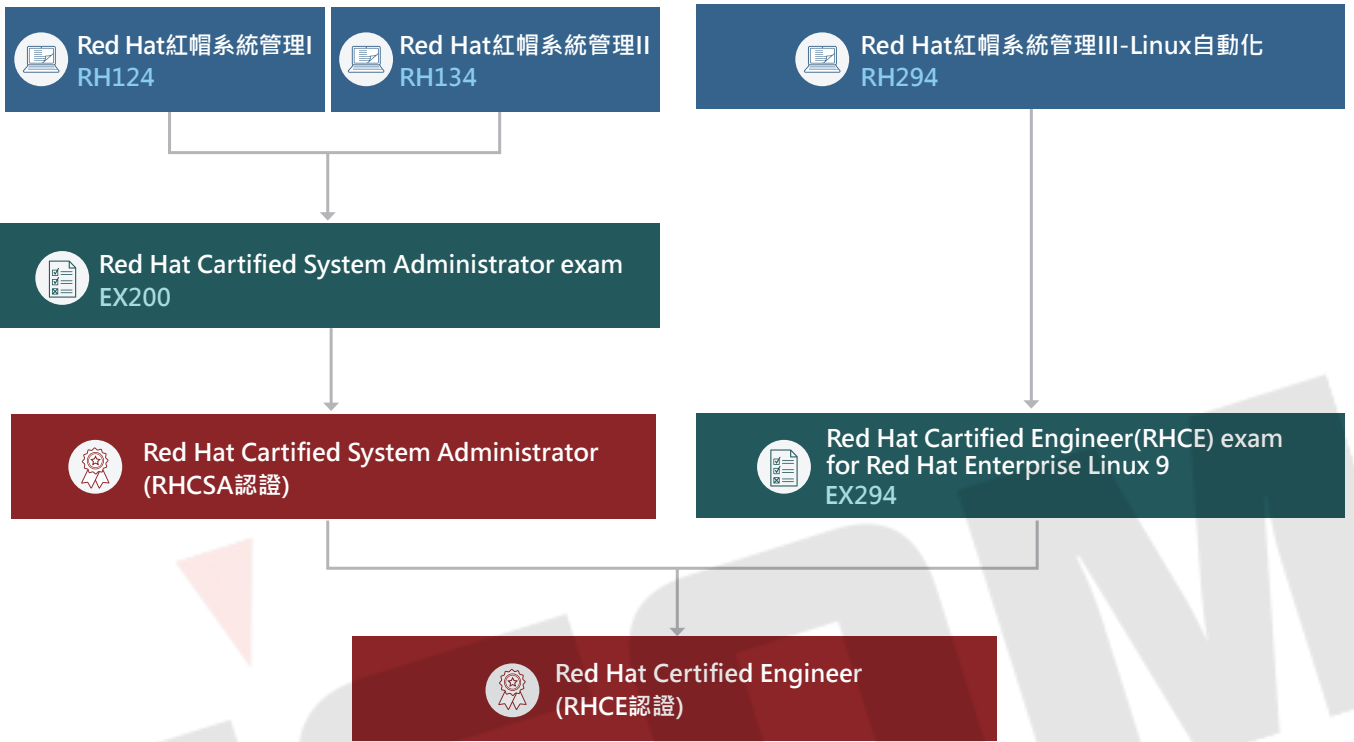 Red Hat紅帽系統管理I
RH124
Red Hat紅帽系統管理II
RH134
Red Hat紅帽系統管理III-Linux自動化
RH294
Red Hat Cartified System Administrator exam
EX200
Red Hat Cartified System Administrator
(RHCSA認證)
Red Hat Cartified Engineer(RHCE) exam
for Red Hat Enterprise Linux 9
EX294
Red Hat Certified Engineer
(RHCE認證)